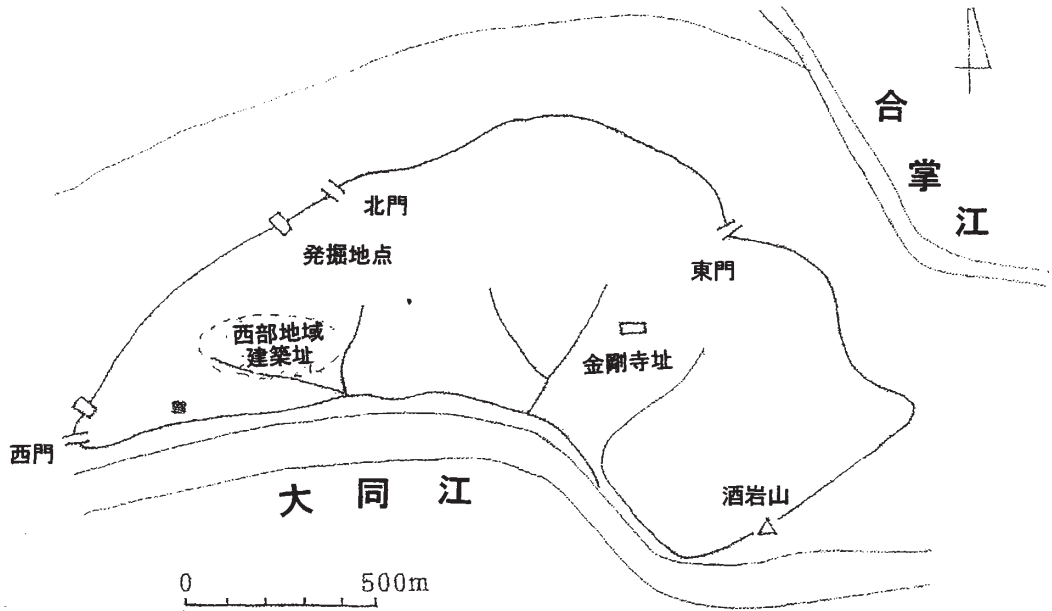 合掌江
北門
発掘地点
東門
西部地域
建築址
金剛寺址
西門
大同江
酒岩山
0 500m